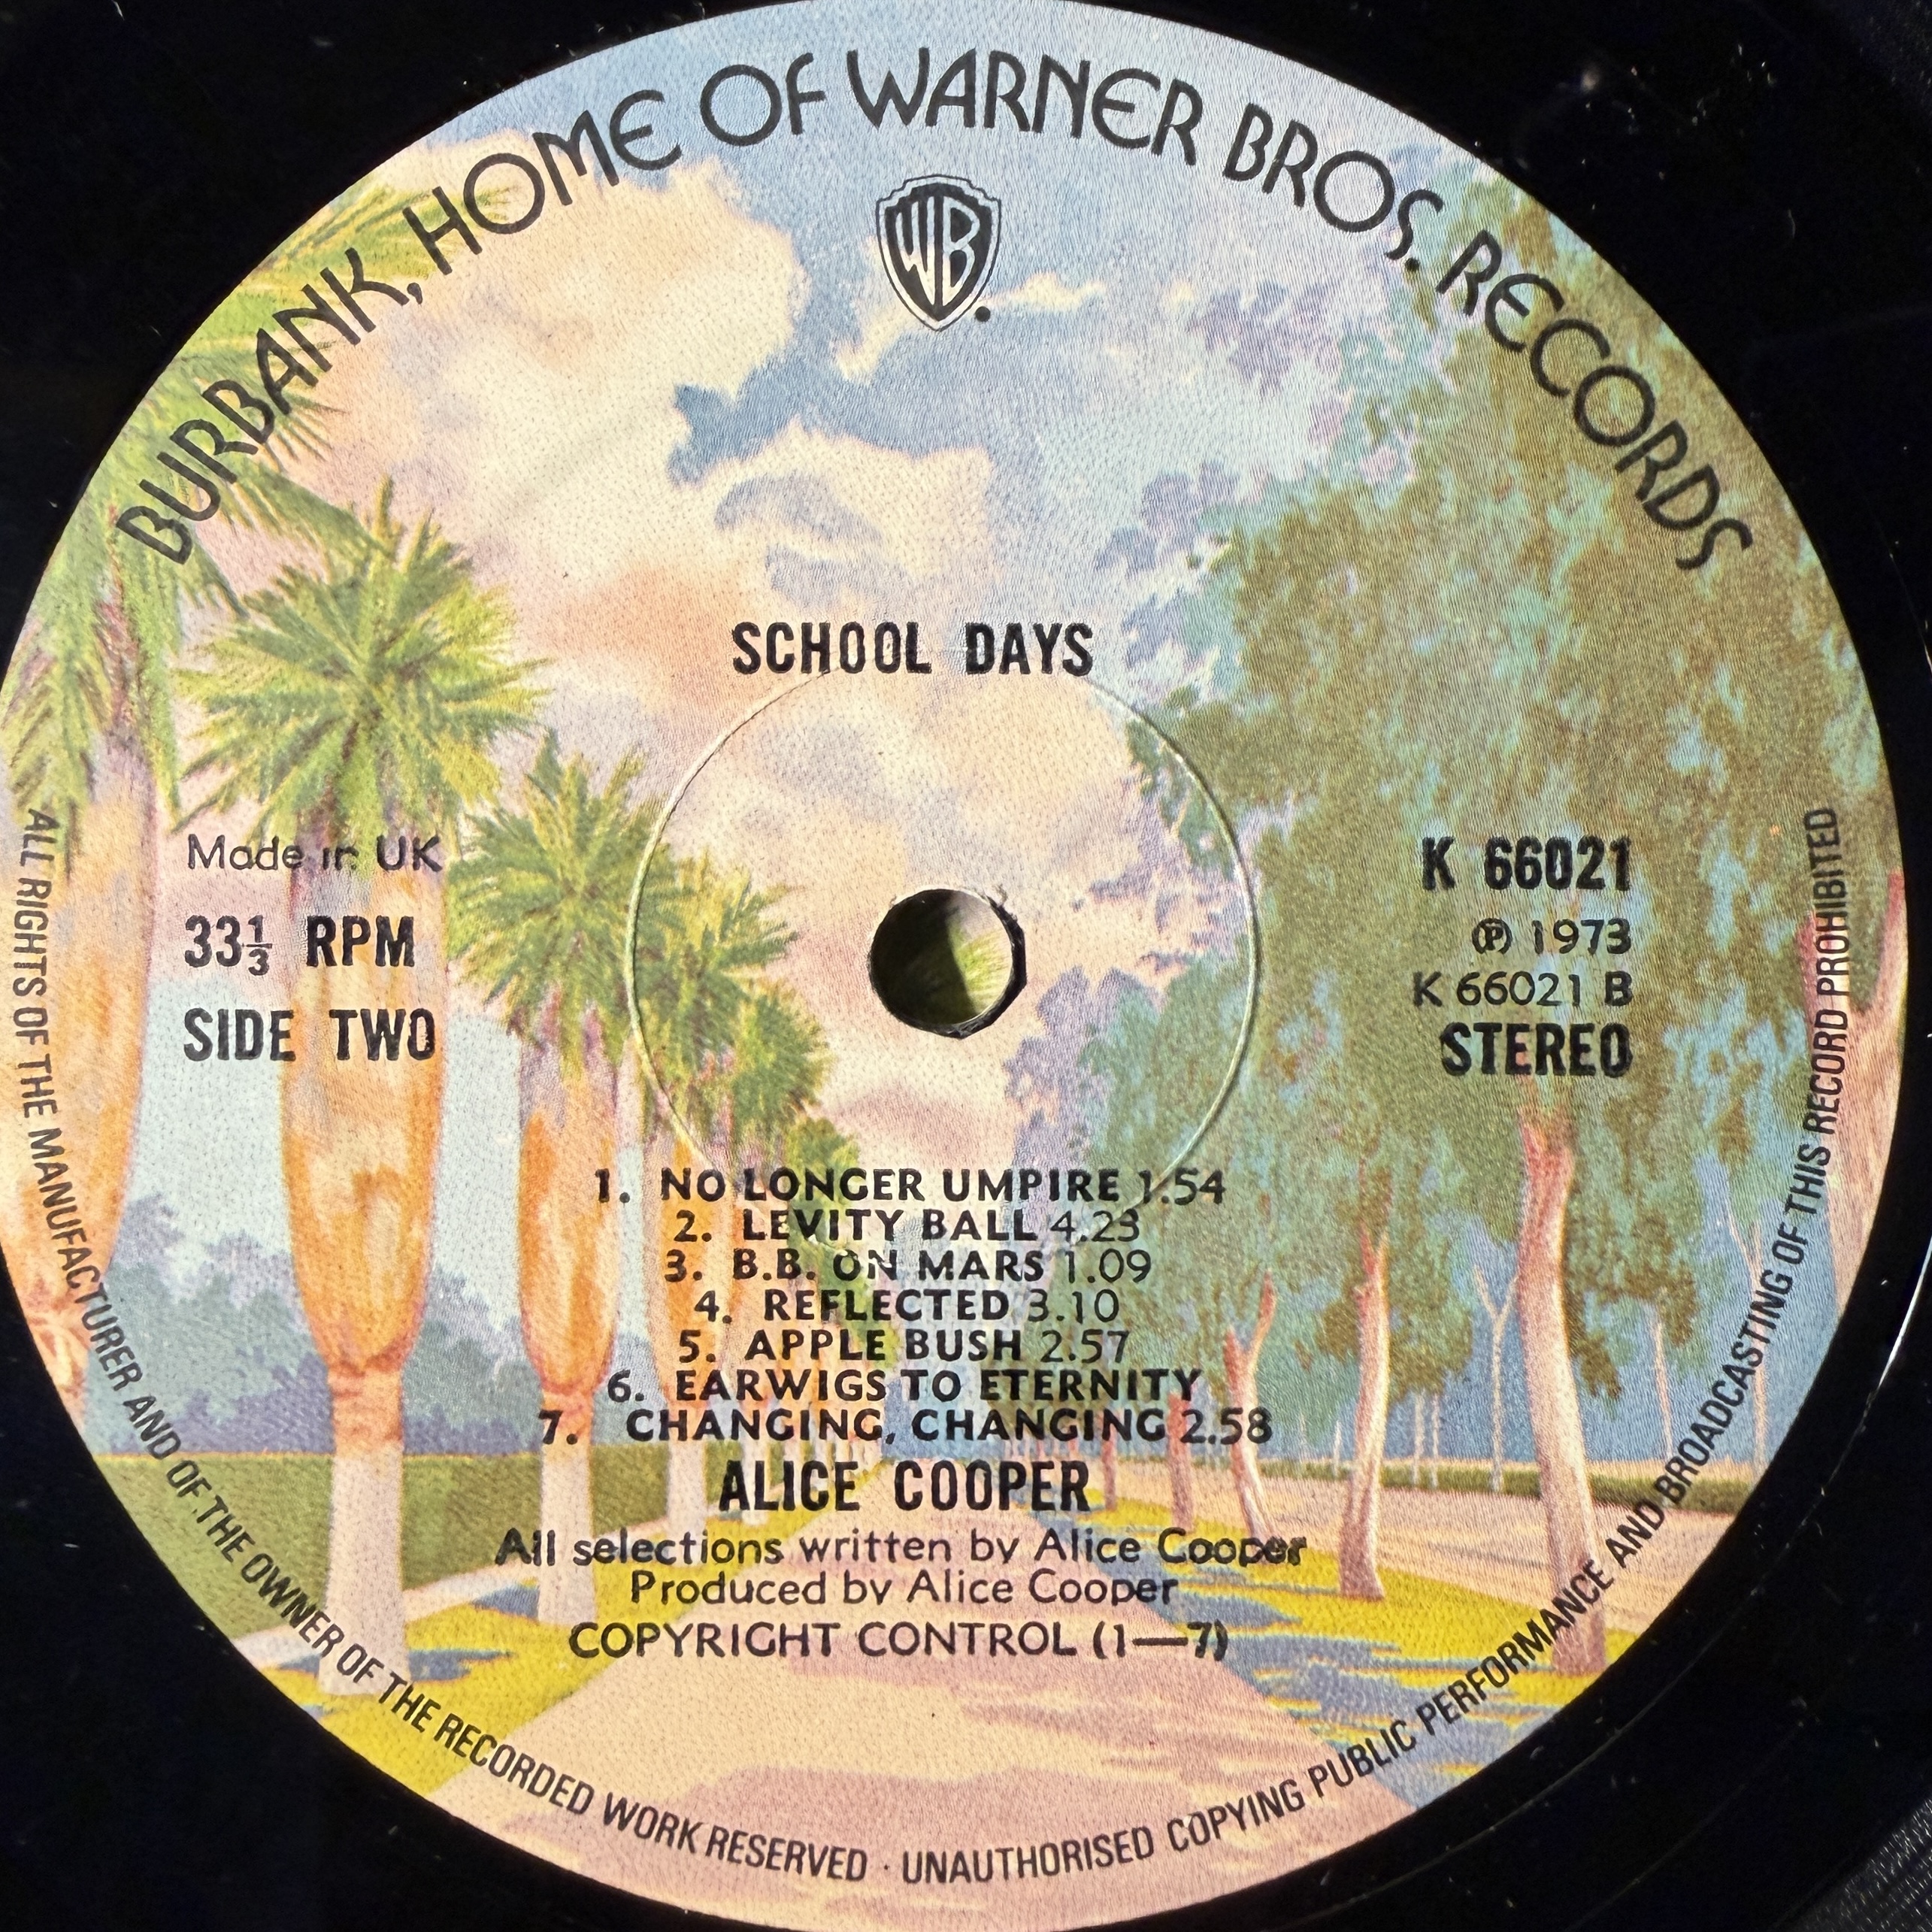 BURBANK, HOME OF WARNER BROS. RECORDS
WB
SCHOOL DAYS
Made in UK
33⅓ RPM
SIDE TWO
K 66021
℗ 1973
K 66021 B
STEREO
1. NO LONGER UMPIRE 1.54
2. LEVITY BALL 4.23
3. B.B. ON MARS 1.09
4. REFLECTED 3.10
5. APPLE BUSH 2.57
6. EARWIGS TO ETERNITY
7. CHANGING, CHANGING 2.58
ALICE COOPER
All selections written by Alice Cooper
Produced by Alice Cooper
COPYRIGHT CONTROL (1—7)
ALL RIGHTS OF THE MANUFACTURER AND OF THE OWNER OF THE RECORDED WORK RESERVED · UNAUTHORISED COPYING PUBLIC PERFORMANCE AND BROADCASTING OF THIS RECORD PROHIBITED